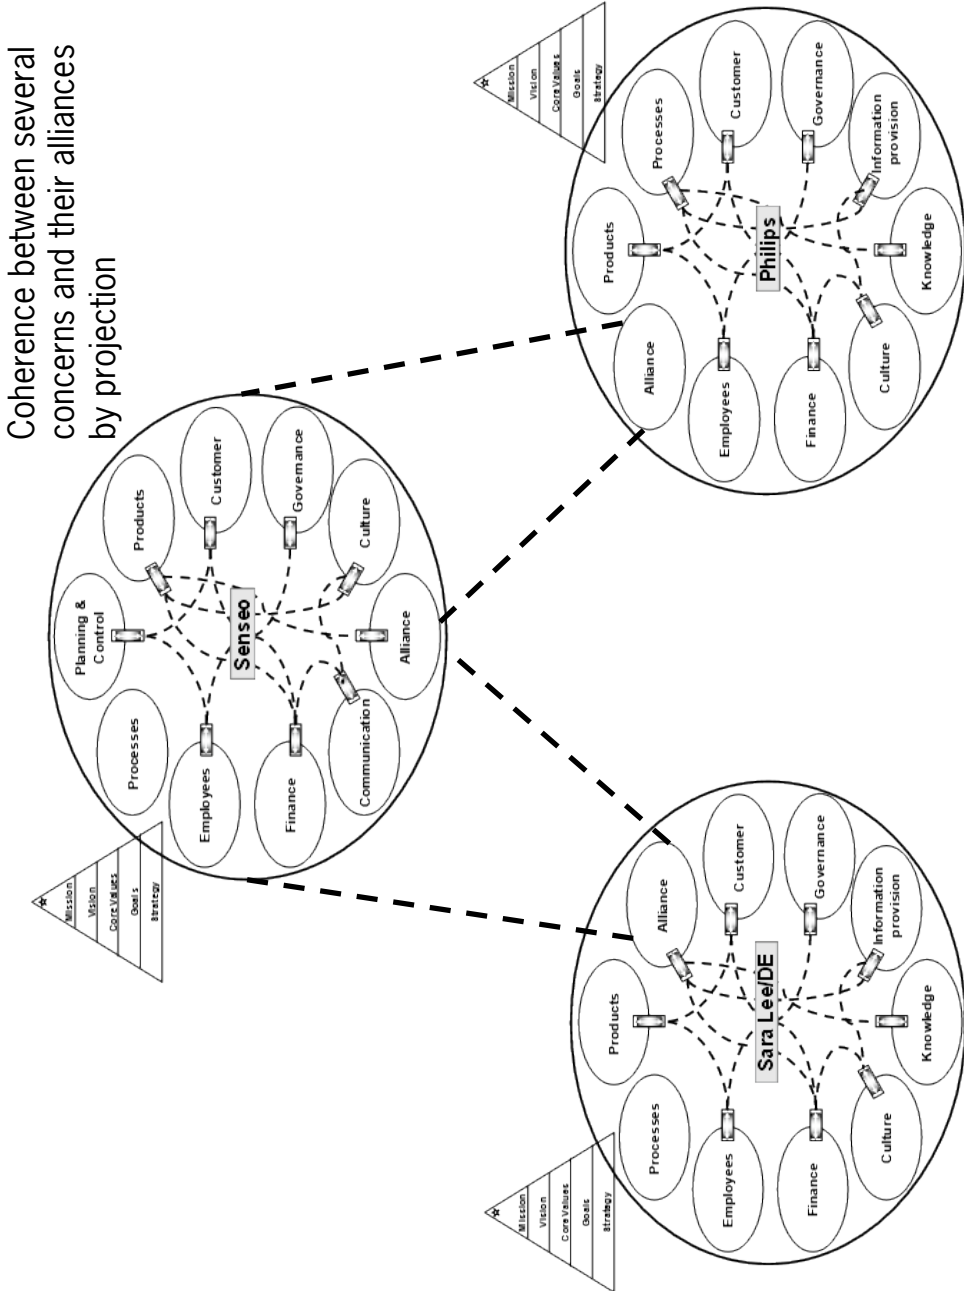 Coherence between several
concerns and their alliances
by projection
Mission
Vision
Core Values
Goals
Strategy
Planning &
Control
Processes
Products
Employees
Customer
Senseo
Finance
Governance
Communication
Culture
Alliance
Mission
Vision
Core Values
Goals
Strategy
Products
Processes
Alliance
Employees
Customer
Sara Lee/DE
Finance
Governance
Culture
Information
provision
Knowledge
Mission
Vision
Core Values
Goals
Strategy
Products
Alliance
Processes
Employees
Customer
Philips
Finance
Governance
Culture
Information
provision
Knowledge